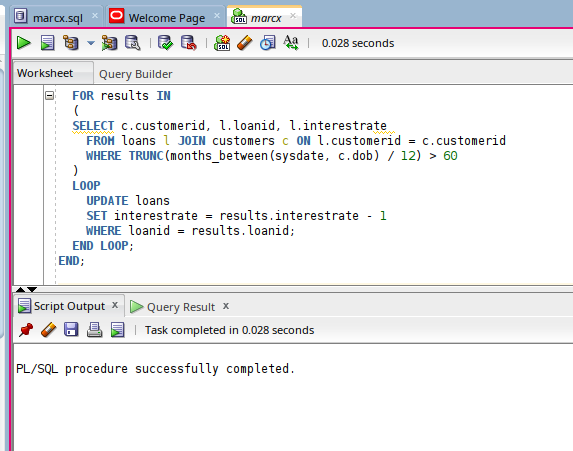 marcx.sql × Welcome Page × marcx ×
0.028 seconds
Worksheet Query Builder
FOR results IN
(
SELECT c.customerid, l.loanid, l.interestrate
FROM loans l JOIN customers c ON l.customerid = c.customerid
WHERE TRUNC(months_between(sysdate, c.dob) / 12) > 60
)
LOOP
UPDATE loans
SET interestrate = results.interestrate - 1
WHERE loanid = results.loanid;
END LOOP;
END;
Script Output x Query Result x
Task completed in 0.028 seconds
PL/SQL procedure successfully completed.